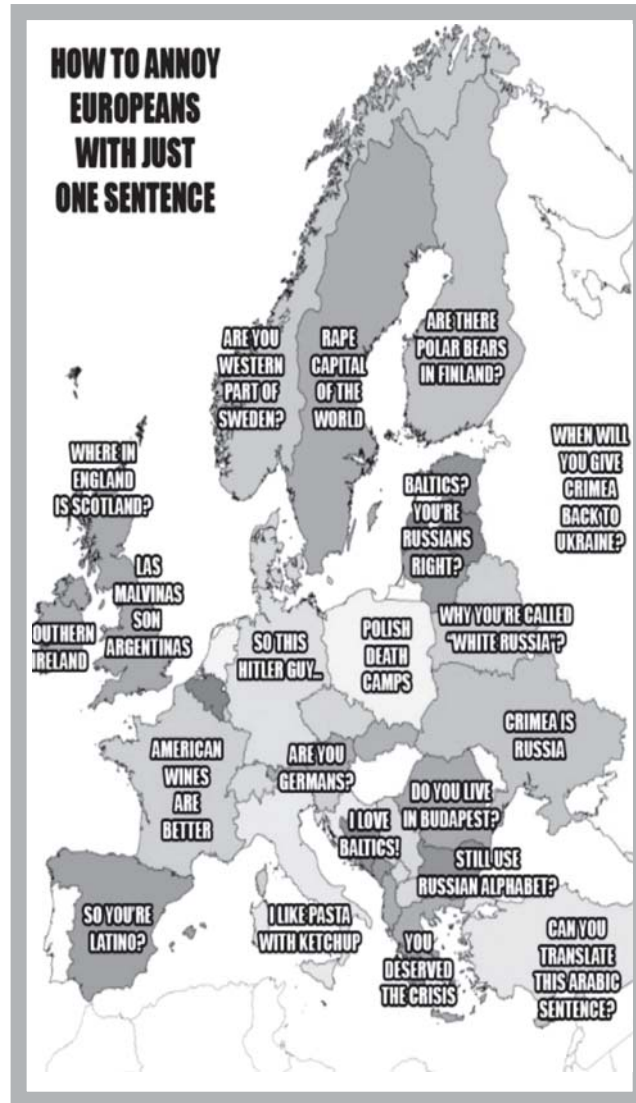 HOW TO ANNOY
EUROPEANS
WITH JUST
ONE SENTENCE
ARE YOU
WESTERN
PART OF
SWEDEN?
RAPE
CAPITAL
OF THE
WORLD
ARE THERE
POLAR BEARS
IN FINLAND?
WHERE IN
ENGLAND
IS SCOTLAND?
BALTICS?
YOU'RE
RUSSIANS
RIGHT?
WHEN WILL
YOU GIVE
CRIMEA
BACK TO
UKRAINE?
LAS
MALVINAS
SON
ARGENTINAS
OUTHERN
IRELAND
SO THIS
HITLER GUY...
POLISH
DEATH
CAMPS
WHY YOU'RE CALLED
"WHITE RUSSIA"?
CRIMEA IS
RUSSIA
AMERICAN
WINES
ARE
BETTER
ARE YOU
GERMANS?
DO YOU LIVE
IN BUDAPEST?
I LOVE
BALTICS!
STILL USE
RUSSIAN ALPHABET?
SO YOU'RE
LATINO?
I LIKE PASTA
WITH KETCHUP
YOU
DESERVED
THE CRISIS
CAN YOU
TRANSLATE
THIS ARABIC
SENTENCE?